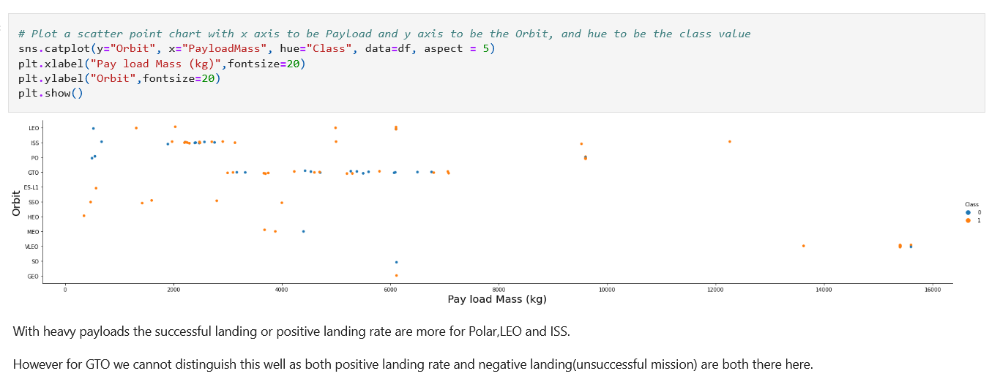 # Plot a scatter point chart with x axis to be Payload and y axis to be the Orbit, and hue to be the class value
sns.catplot(y="Orbit", x="PayloadMass", hue="Class", data=df, aspect = 5)
plt.xlabel("Pay load Mass (kg)",fontsize=20)
plt.ylabel("Orbit",fontsize=20)
plt.show()
LEO
ISS
PO
GTO
ES-L1
SSO
HEO
MEO
VLEO
SO
GEO
Orbit
0 2000 4000 6000 8000 10000 12000 14000 16000
Pay load Mass (kg)
Class
0
1
With heavy payloads the successful landing or positive landing rate are more for Polar,LEO and ISS.
However for GTO we cannot distinguish this well as both positive landing rate and negative landing(unsuccessful mission) are both there here.